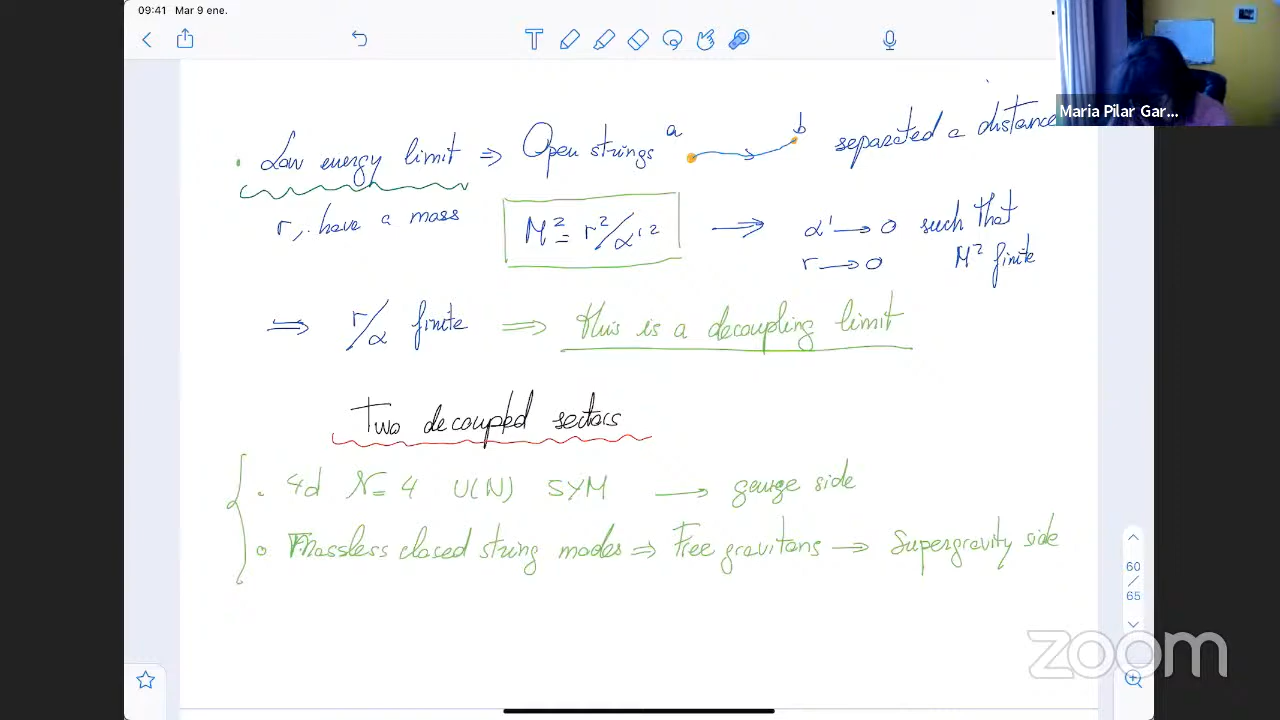 09:41 Mar 9 ene.
Maria Pilar Gar...
• Low energy limit ⇒ Open strings a b separated a distance
r, have a mass M² = r²/α'² ⇒ α' → 0 such that
r → 0 M² finite
⇒ r/α finite ⇒ this is a decoupling limit
Two decoupled sectors
• 4d N = 4 U(N) SYM → gauge side
• Massless closed string modes ⇒ Free gravitons → Supergravity side
60
/
65
zoom